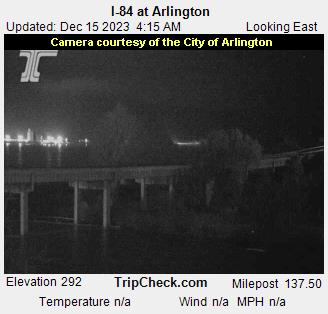 I-84 at Arlington
Updated: Dec 15 2023 4:15 AM Looking East
Camera courtesy of the City of Arlington
Elevation 292 TripCheck.com Milepost 137.50
Temperature n/a Wind n/a MPH n/a